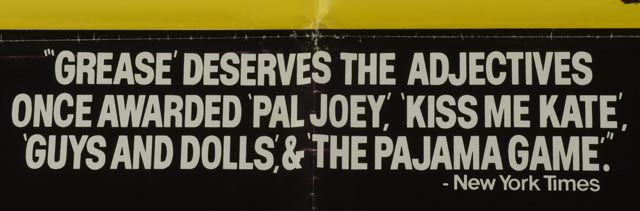 "'GREASE' DESERVES THE ADJECTIVES
ONCE AWARDED 'PAL JOEY', 'KISS ME KATE',
'GUYS AND DOLLS', & 'THE PAJAMA GAME'."
- New York Times